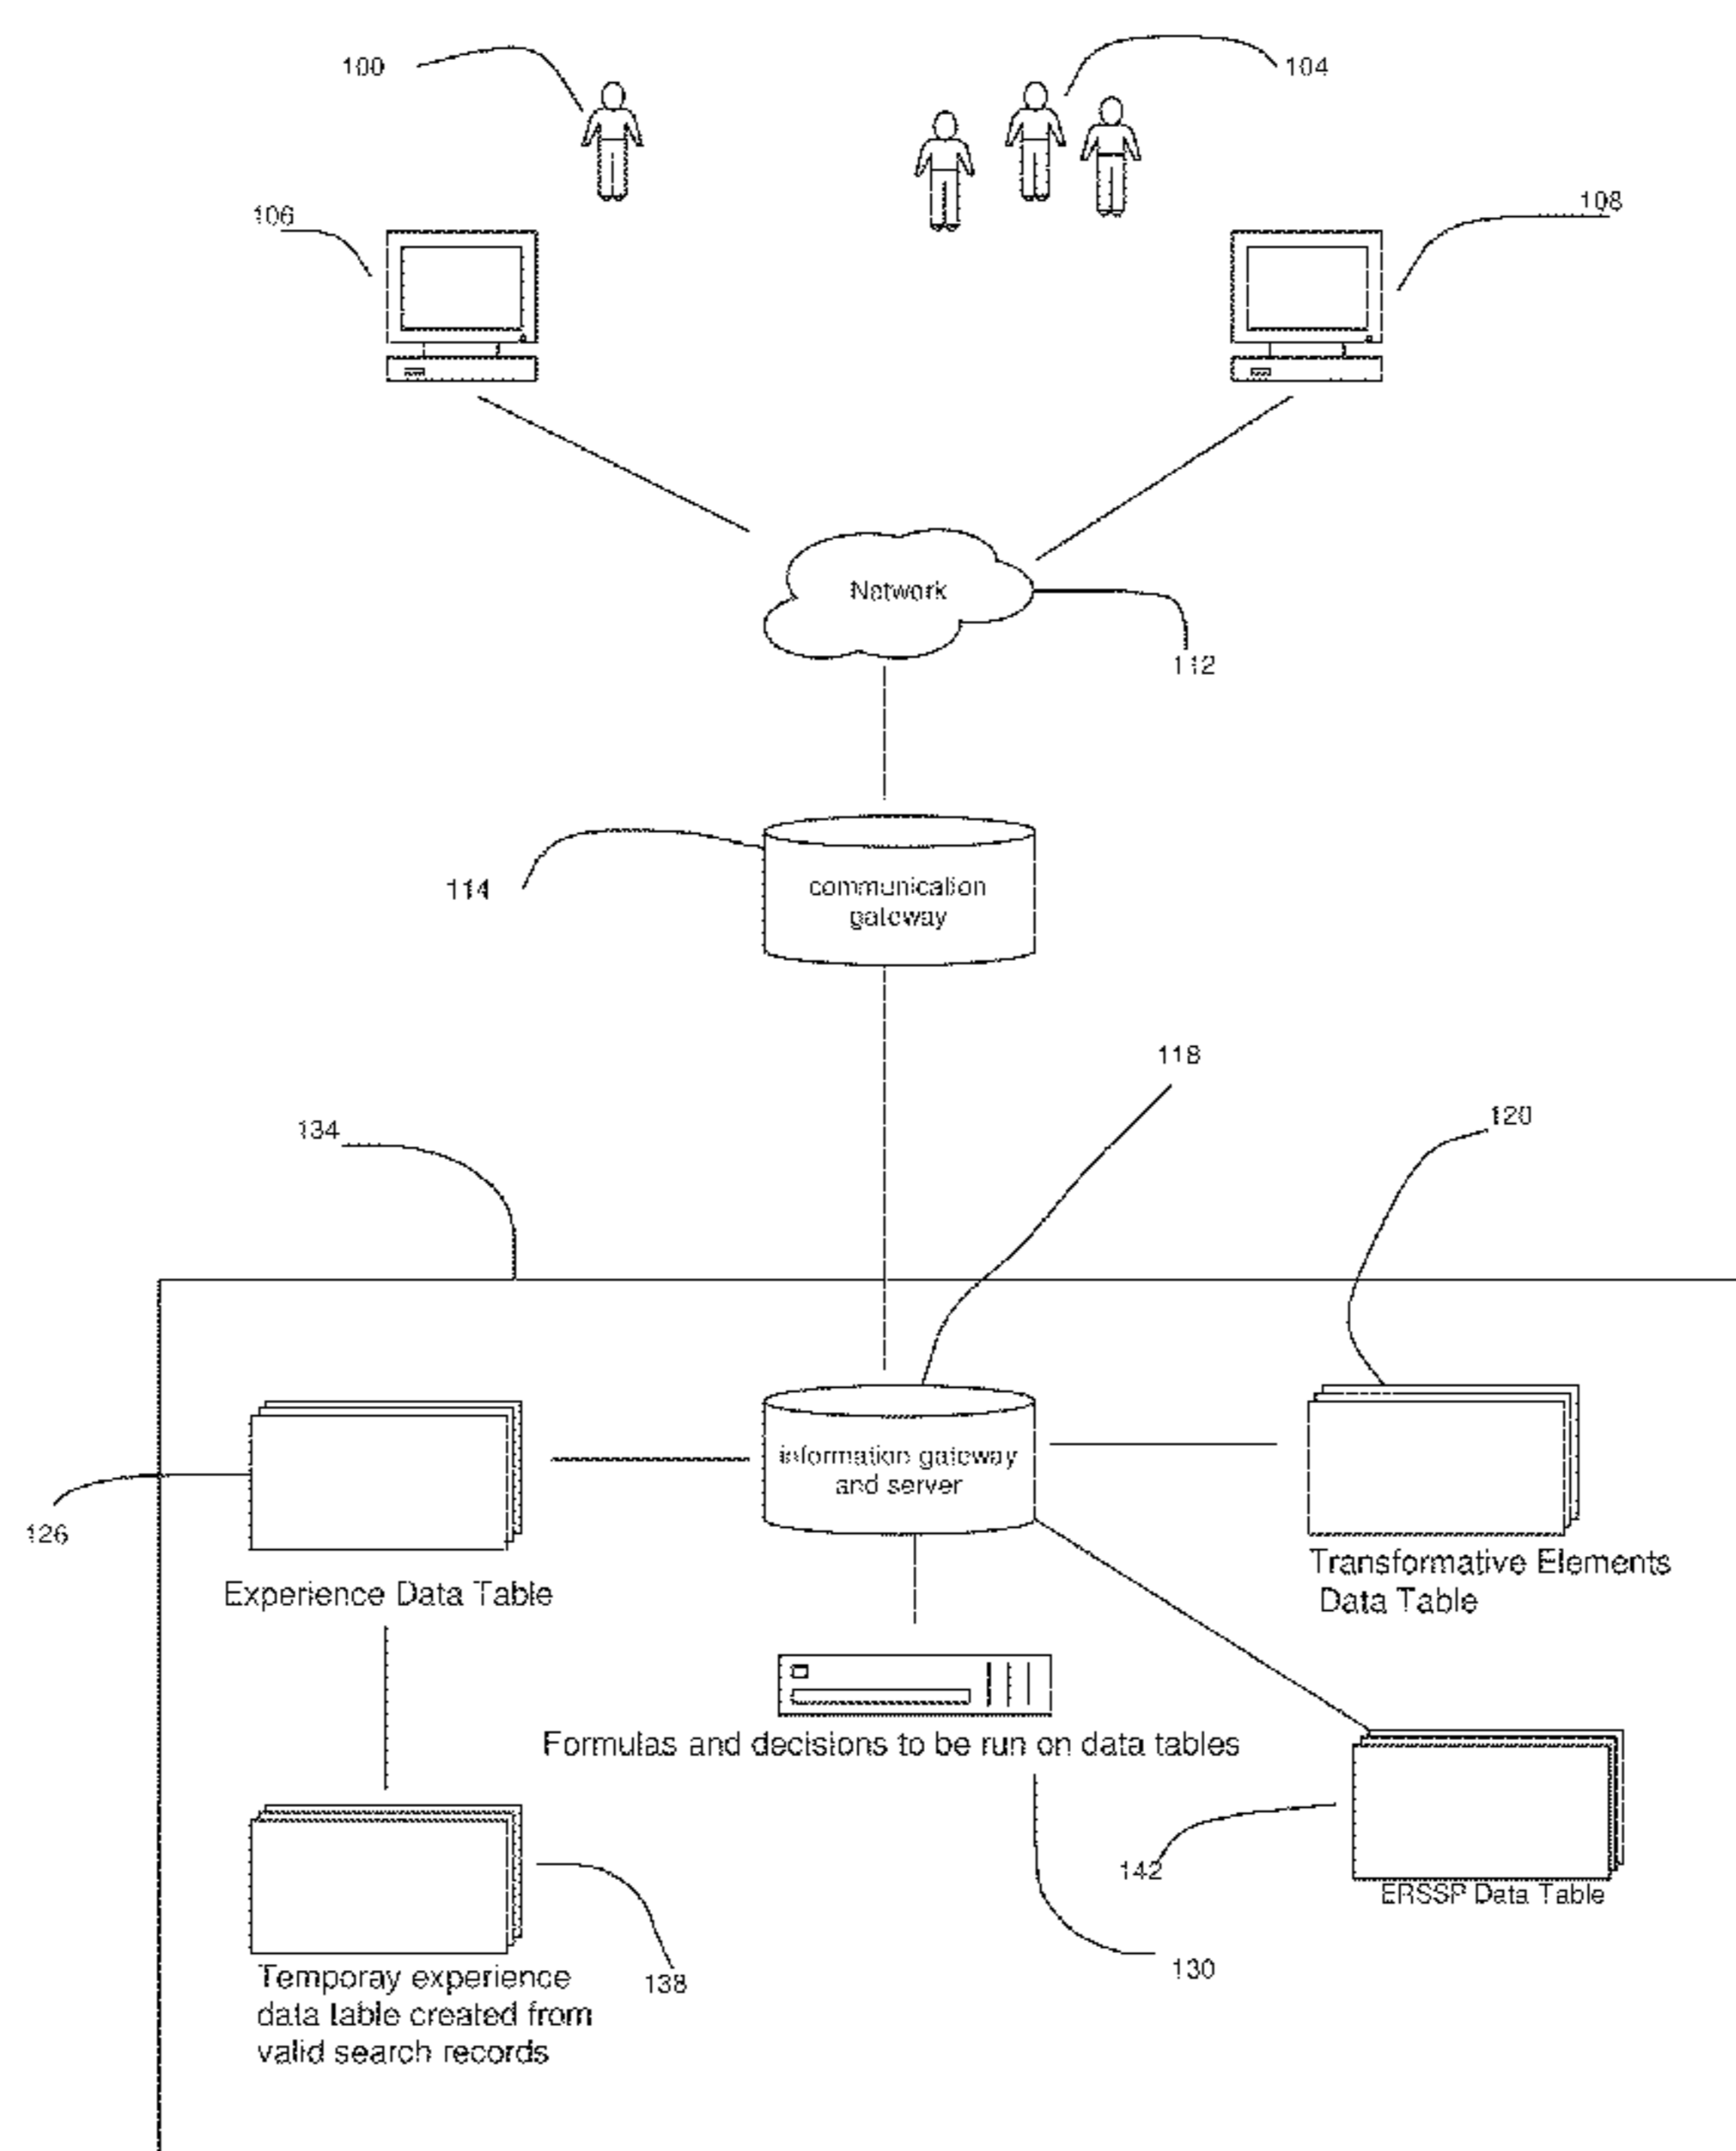 100
104
106
108
Network
112
114
communication
gateway
118
134
120
information gateway
and server
126
Experience Data Table
Transformative Elements
Data Table
Formulas and decisions to be run on data tables
142
ERSSP Data Table
130
138
Temporay experience
data table created from
valid search records